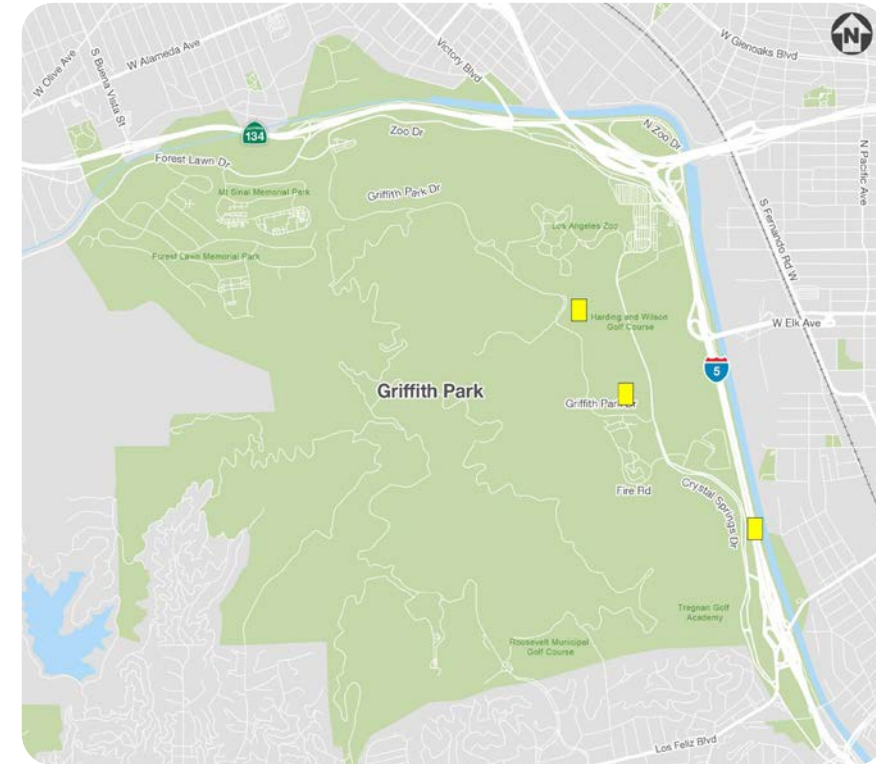 W Olive Ave
S Buena Vista St
W Alameda Ave
Victory Blvd
W Glenoaks Blvd
N
134
Zoo Dr
N Zoo Dr
Forest Lawn Dr
N Pacific Ave
Griffith Park Dr
Mt Sinai Memorial Park
S Fernando Rd W
Los Angeles Zoo
Forest Lawn Memorial Park
Harding and Wilson
Golf Course
W Elk Ave
5
Griffith Park
Griffith Park Dr
Fire Rd
Crystal Springs Dr
Tregnan Golf
Academy
Roosevelt Municipal
Golf Course
Los Feliz Blvd